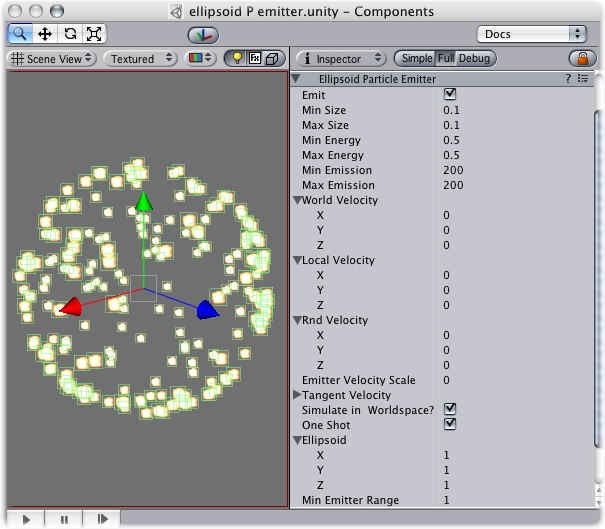 ellipsoid P emitter.unity – Components
Docs
Scene View Textured Fx Inspector Simple Full Debug
Ellipsoid Particle Emitter ?
Emit
Min Size 0.1
Max Size 0.1
Min Energy 0.5
Max Energy 0.5
Min Emission 200
Max Emission 200
World Velocity
X 0
Y 0
Z 0
Local Velocity
X 0
Y 0
Z 0
Rnd Velocity
X 0
Y 0
Z 0
Emitter Velocity Scale 0
Tangent Velocity
Simulate in Worldspace?
One Shot
Ellipsoid
X 1
Y 1
Z 1
Min Emitter Range 1